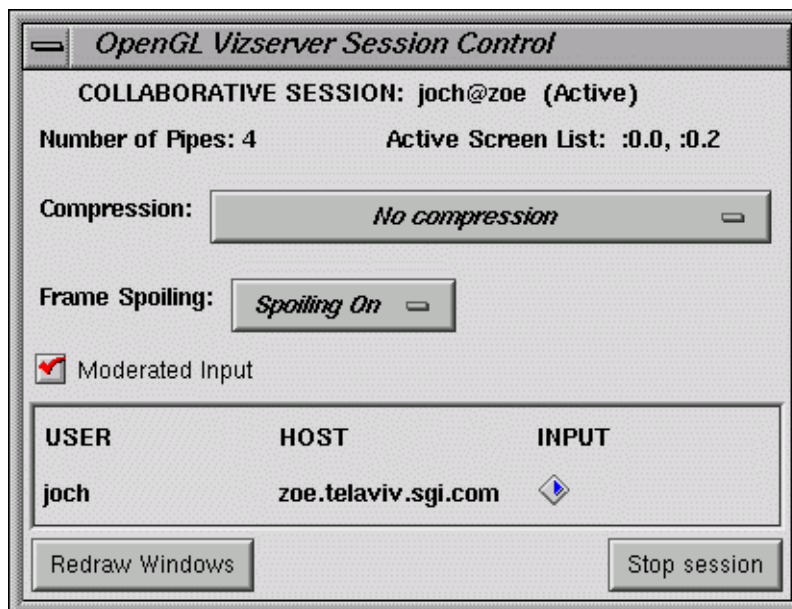 OpenGL Vizserver Session Control
COLLABORATIVE SESSION: joch@zoe (Active)
Number of Pipes: 4 Active Screen List: :0.0, :0.2
Compression: No compression
Frame Spoiling: Spoiling On
Moderated Input
USER HOST INPUT
joch zoe.telaviv.sgi.com
Redraw Windows Stop session